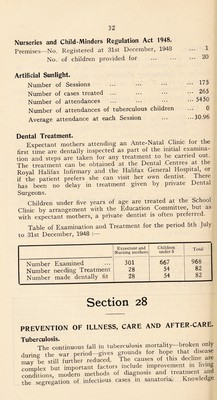 32
Nurseries and Child-Minders Regulation Act 1948.
Premises—No. Registered at 31st December, 1948 ... 1
No. of children provided for ... ... ... 20
Artificial Sunlight.
Number of Sessions ... ... ... ... 175
Number of cases treated ... ... ... ... 265
Number of attendances ... ... ... ... 5450
Number of attendances of tuberculous children ... 6
Average attendance at each Session ... ... 30.96
Dental Treatment.
Expectant mothers attending an Ante-Natal Clinic for the
first time are dentally inspected as part of the initial examina-
tion and steps are taken for any treatment to be carried out.
The treatment can be obtained at the Dental Centres at the
Royal Halifax Infirmary and the Halifax General Hospital, or
if the patient prefers she can visit her own dentist. There
has been no delay in treatment given by private Dental
Surgeons.
Children under five years of age are treated at the School
Clinic by arrangement with the Education Committee, but as
with expectant mothers, a private dentist is often preferred.
Table of Examination and Treatment for the period 5th July
to 31st December, 1948 :—
Expectant and Nursing mothers Children under 5 Total
Number Examined ... 301 667 968
Number needing Treatment 28 54 82
Number made dentally fit 28 54 82
Section 28
PREVENTION OF ILLNESS, CARE AND AFTER-CARE.
Tuberculosis.
The continuous fall in tuberculosis mortality—broken only
during the war period—gives grounds for hope that disease
may be still further reduced. The causes of this decline are
complex but important factors include improvement in living
conditions, modern methods of diagnosis and treatment and
the segregation of infectious cases in sanatoria. Knowledge